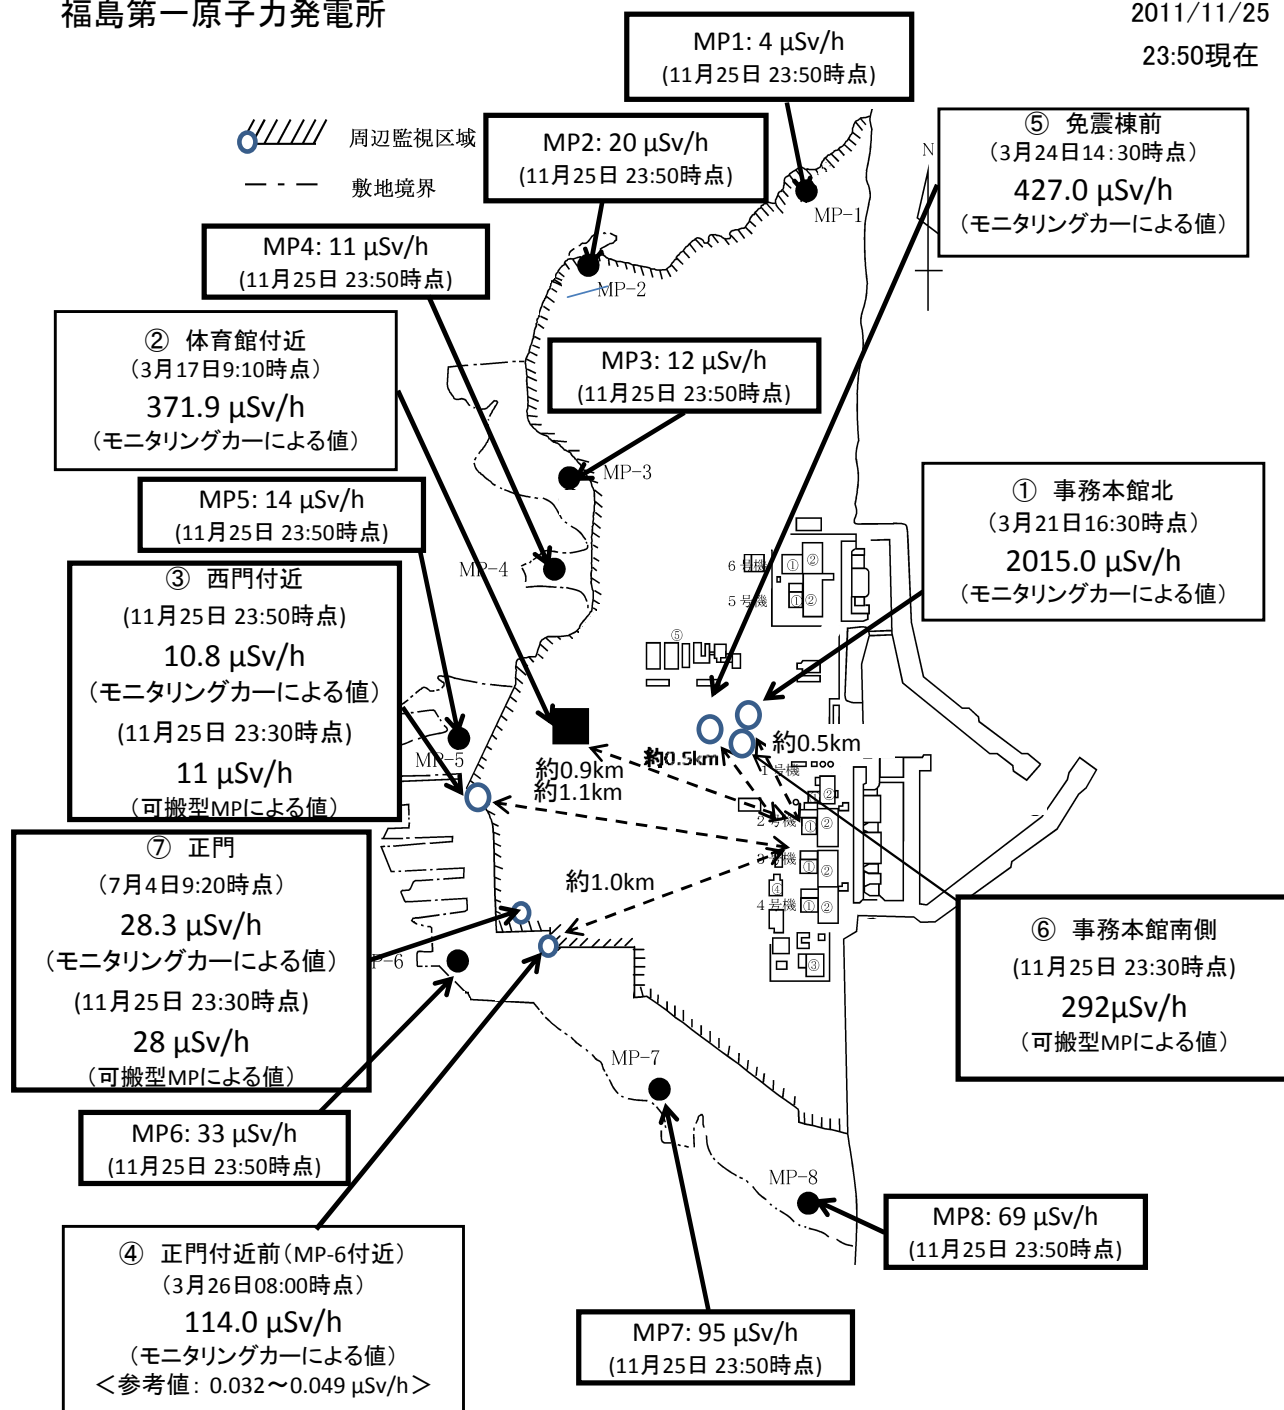 福島第一原子力発電所
2011/11/25
23:50現在
周辺監視区域
敷地境界
MP1: 4 μSv/h
(11月25日 23:50時点)
MP2: 20 μSv/h
(11月25日 23:50時点)
⑤ 免震棟前
(3月24日14:30時点)
427.0 μSv/h
(モニタリングカーによる値)
N
MP-1
MP4: 11 μSv/h
(11月25日 23:50時点)
MP-2
② 体育館付近
(3月17日9:10時点)
371.9 μSv/h
(モニタリングカーによる値)
MP3: 12 μSv/h
(11月25日 23:50時点)
MP-3
MP5: 14 μSv/h
(11月25日 23:50時点)
① 事務本館北
(3月21日16:30時点)
2015.0 μSv/h
(モニタリングカーによる値)
MP-4
6号機
①
②
5号機
①
②
③ 西門付近
(11月25日 23:50時点)
10.8 μSv/h
(モニタリングカーによる値)
(11月25日 23:30時点)
11 μSv/h
(可搬型MPによる値)
⑤
MP-5
約0.9km
約1.1km
約0.5km
約0.5km
1号機
②
2号機
①
②
3号機
①
②
④
4号機
①
②
③
約1.0km
⑦ 正門
(7月4日9:20時点)
28.3 μSv/h
(モニタリングカーによる値)
(11月25日 23:30時点)
28 μSv/h
(可搬型MPによる値)
P-6
⑥ 事務本館南側
(11月25日 23:30時点)
292μSv/h
(可搬型MPによる値)
MP-7
MP6: 33 μSv/h
(11月25日 23:50時点)
MP-8
MP8: 69 μSv/h
(11月25日 23:50時点)
④ 正門付近前(MP-6付近)
(3月26日08:00時点)
114.0 μSv/h
(モニタリングカーによる値)
<参考値: 0.032～0.049 μSv/h>
MP7: 95 μSv/h
(11月25日 23:50時点)